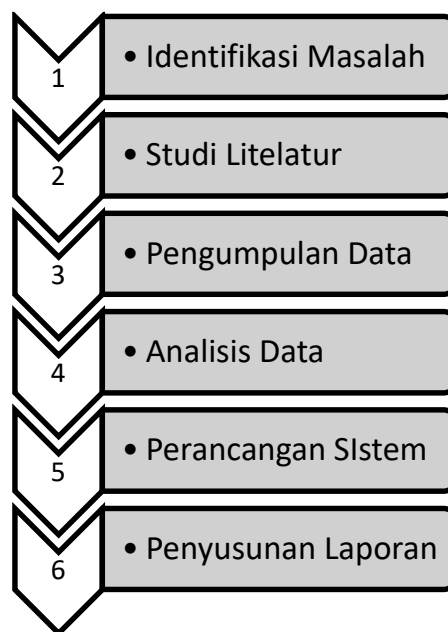 1
• Identifikasi Masalah
2
• Studi Litelatur
3
• Pengumpulan Data
4
• Analisis Data
5
• Perancangan SIstem
6
• Penyusunan Laporan